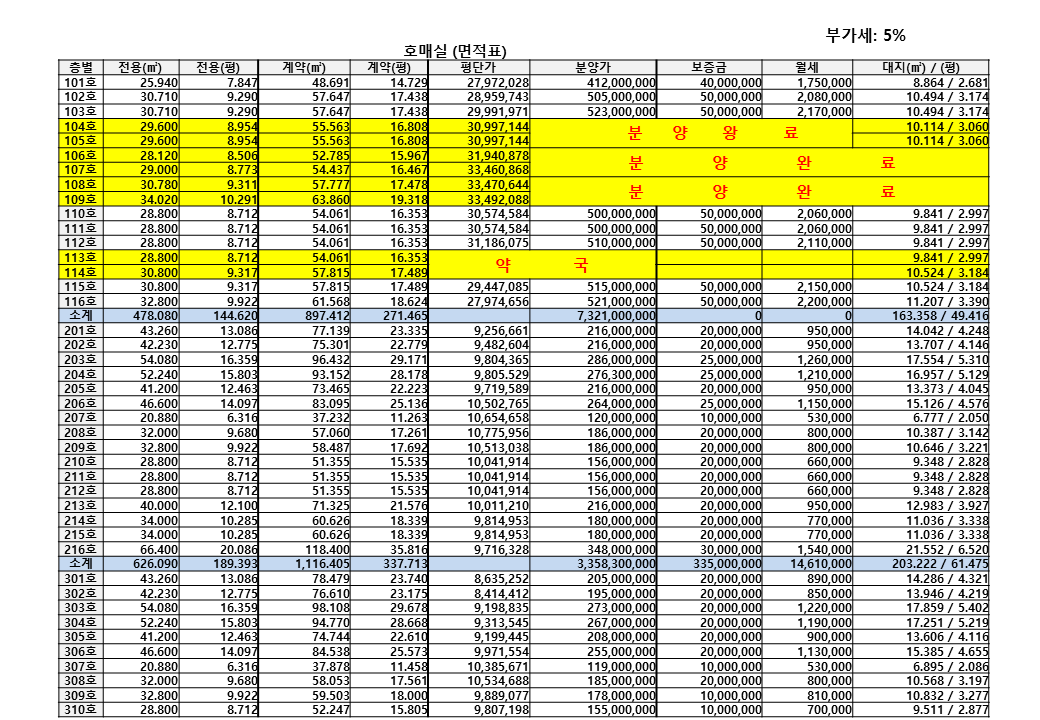 부가세: 5%
호매실 (면적표)
층별 전용(㎡) 전용(평) 계약(㎡) 계약(평) 평단가 분양가 보증금 월세 대지(㎡) / (평)
101호 25.940 7.847 48.691 14.729 27,972,028 412,000,000 40,000,000 1,750,000 8.864 / 2.681
102호 30.710 9.290 57.647 17.438 28,959,743 505,000,000 50,000,000 2,080,000 10.494 / 3.174
103호 30.710 9.290 57.647 17.438 29,991,971 523,000,000 50,000,000 2,170,000 10.494 / 3.174
104호 29.600 8.954 55.563 16.808 30,997,144 분 양 왕 료 10.114 / 3.060
105호 29.600 8.954 55.563 16.808 30,997,144 10.114 / 3.060
106호 28.120 8.506 52.785 15.967 31,940,878 분 양 완 료
107호 29.000 8.773 54.437 16.467 33,460,868
108호 30.780 9.311 57.777 17.478 33,470,644 분 양 완 료
109호 34.020 10.291 63.860 19.318 33,492,088
110호 28.800 8.712 54.061 16.353 30,574,584 500,000,000 50,000,000 2,060,000 9.841 / 2.997
111호 28.800 8.712 54.061 16.353 30,574,584 500,000,000 50,000,000 2,060,000 9.841 / 2.997
112호 28.800 8.712 54.061 16.353 31,186,075 510,000,000 50,000,000 2,110,000 9.841 / 2.997
113호 28.800 8.712 54.061 16.353 약 국 9.841 / 2.997
114호 30.800 9.317 57.815 17.489 10.524 / 3.184
115호 30.800 9.317 57.815 17.489 29,447,085 515,000,000 50,000,000 2,150,000 10.524 / 3.184
116호 32.800 9.922 61.568 18.624 27,974,656 521,000,000 50,000,000 2,200,000 11.207 / 3.390
소계 478.080 144.620 897.412 271.465 7,321,000,000 0 0 163.358 / 49.416
201호 43.260 13.086 77.139 23.335 9,256,661 216,000,000 20,000,000 950,000 14.042 / 4.248
202호 42.230 12.775 75.301 22.779 9,482,604 216,000,000 20,000,000 950,000 13.707 / 4.146
203호 54.080 16.359 96.432 29.171 9,804,365 286,000,000 25,000,000 1,260,000 17.554 / 5.310
204호 52.240 15.803 93.152 28.178 9,805.529 276,300,000 25,000,000 1,210,000 16.957 / 5.129
205호 41.200 12.463 73.465 22.223 9,719,589 216,000,000 20,000,000 950,000 13.373 / 4.045
206호 46.600 14.097 83.095 25.136 10,502,765 264,000,000 25,000,000 1,150,000 15.126 / 4.576
207호 20.880 6.316 37.232 11.263 10,654,658 120,000,000 10,000,000 530,000 6.777 / 2.050
208호 32.000 9.680 57.060 17.261 10,775,956 186,000,000 20,000,000 800,000 10.387 / 3.142
209호 32.800 9.922 58.487 17.692 10,513,038 186,000,000 20,000,000 800,000 10.646 / 3.221
210호 28.800 8.712 51.355 15.535 10,041,914 156,000,000 20,000,000 660,000 9.348 / 2.828
211호 28.800 8.712 51.355 15.535 10,041,914 156,000,000 20,000,000 660,000 9.348 / 2.828
212호 28.800 8.712 51.355 15.535 10,041,914 156,000,000 20,000,000 660,000 9.348 / 2.828
213호 40.000 12.100 71.325 21.576 10,011,210 216,000,000 20,000,000 950,000 12.983 / 3.927
214호 34.000 10.285 60.626 18.339 9,814,953 180,000,000 20,000,000 770,000 11.036 / 3.338
215호 34.000 10.285 60.626 18.339 9,814,953 180,000,000 20,000,000 770,000 11.036 / 3.338
216호 66.400 20.086 118.400 35.816 9,716,328 348,000,000 30,000,000 1,540,000 21.552 / 6.520
소계 626.090 189.393 1,116.405 337.713 3,358,300,000 335,000,000 14,610,000 203.222 / 61.475
301호 43.260 13.086 78.479 23.740 8,635,252 205,000,000 20,000,000 890,000 14.286 / 4.321
302호 42.230 12.775 76.610 23.175 8,414,412 195,000,000 20,000,000 850,000 13.946 / 4.219
303호 54.080 16.359 98.108 29.678 9,198,835 273,000,000 20,000,000 1,220,000 17.859 / 5.402
304호 52.240 15.803 94.770 28.668 9,313,545 267,000,000 20,000,000 1,190,000 17.251 / 5.219
305호 41.200 12.463 74.744 22.610 9,199,445 208,000,000 20,000,000 900,000 13.606 / 4.116
306호 46.600 14.097 84.538 25.573 9,971,554 255,000,000 20,000,000 1,130,000 15.385 / 4.655
307호 20.880 6.316 37.878 11.458 10,385,671 119,000,000 10,000,000 530,000 6.895 / 2.086
308호 32.000 9.680 58.053 17.561 10,534,688 185,000,000 20,000,000 800,000 10.568 / 3.197
309호 32.800 9.922 59.503 18.000 9,889,077 178,000,000 10,000,000 810,000 10.832 / 3.277
310호 28.800 8.712 52.247 15.805 9,807,198 155,000,000 10,000,000 700,000 9.511 / 2.877